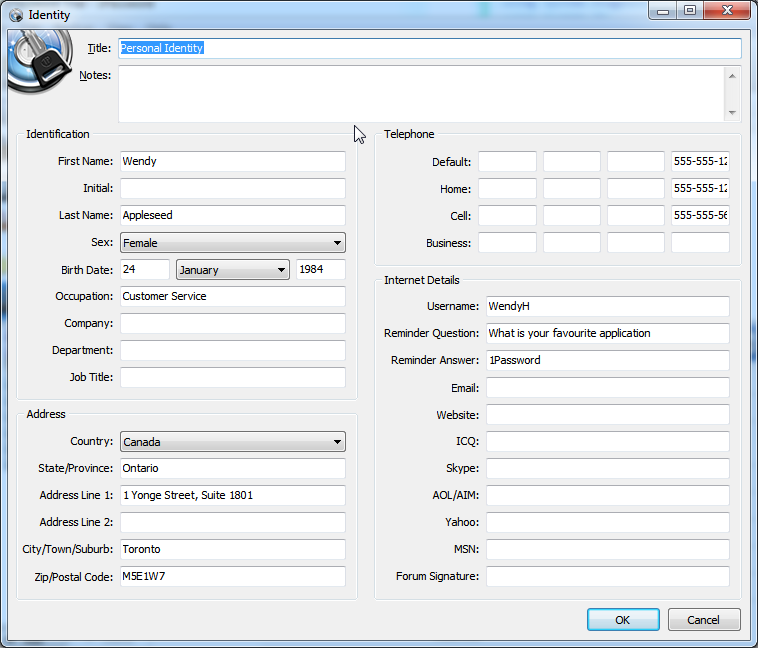 Identity
Title: Personal Identity
Notes:
Identification
First Name: Wendy
Initial:
Last Name: Appleseed
Sex: Female
Birth Date: 24 January 1984
Occupation: Customer Service
Company:
Department:
Job Title:
Address
Country: Canada
State/Province: Ontario
Address Line 1: 1 Yonge Street, Suite 1801
Address Line 2:
City/Town/Suburb: Toronto
Zip/Postal Code: M5E1W7
Telephone
Default: 555-555-12
Home: 555-555-12
Cell: 555-555-56
Business:
Internet Details
Username: WendyH
Reminder Question: What is your favourite application
Reminder Answer: 1Password
Email:
Website:
ICQ:
Skype:
AOL/AIM:
Yahoo:
MSN:
Forum Signature:
OK Cancel